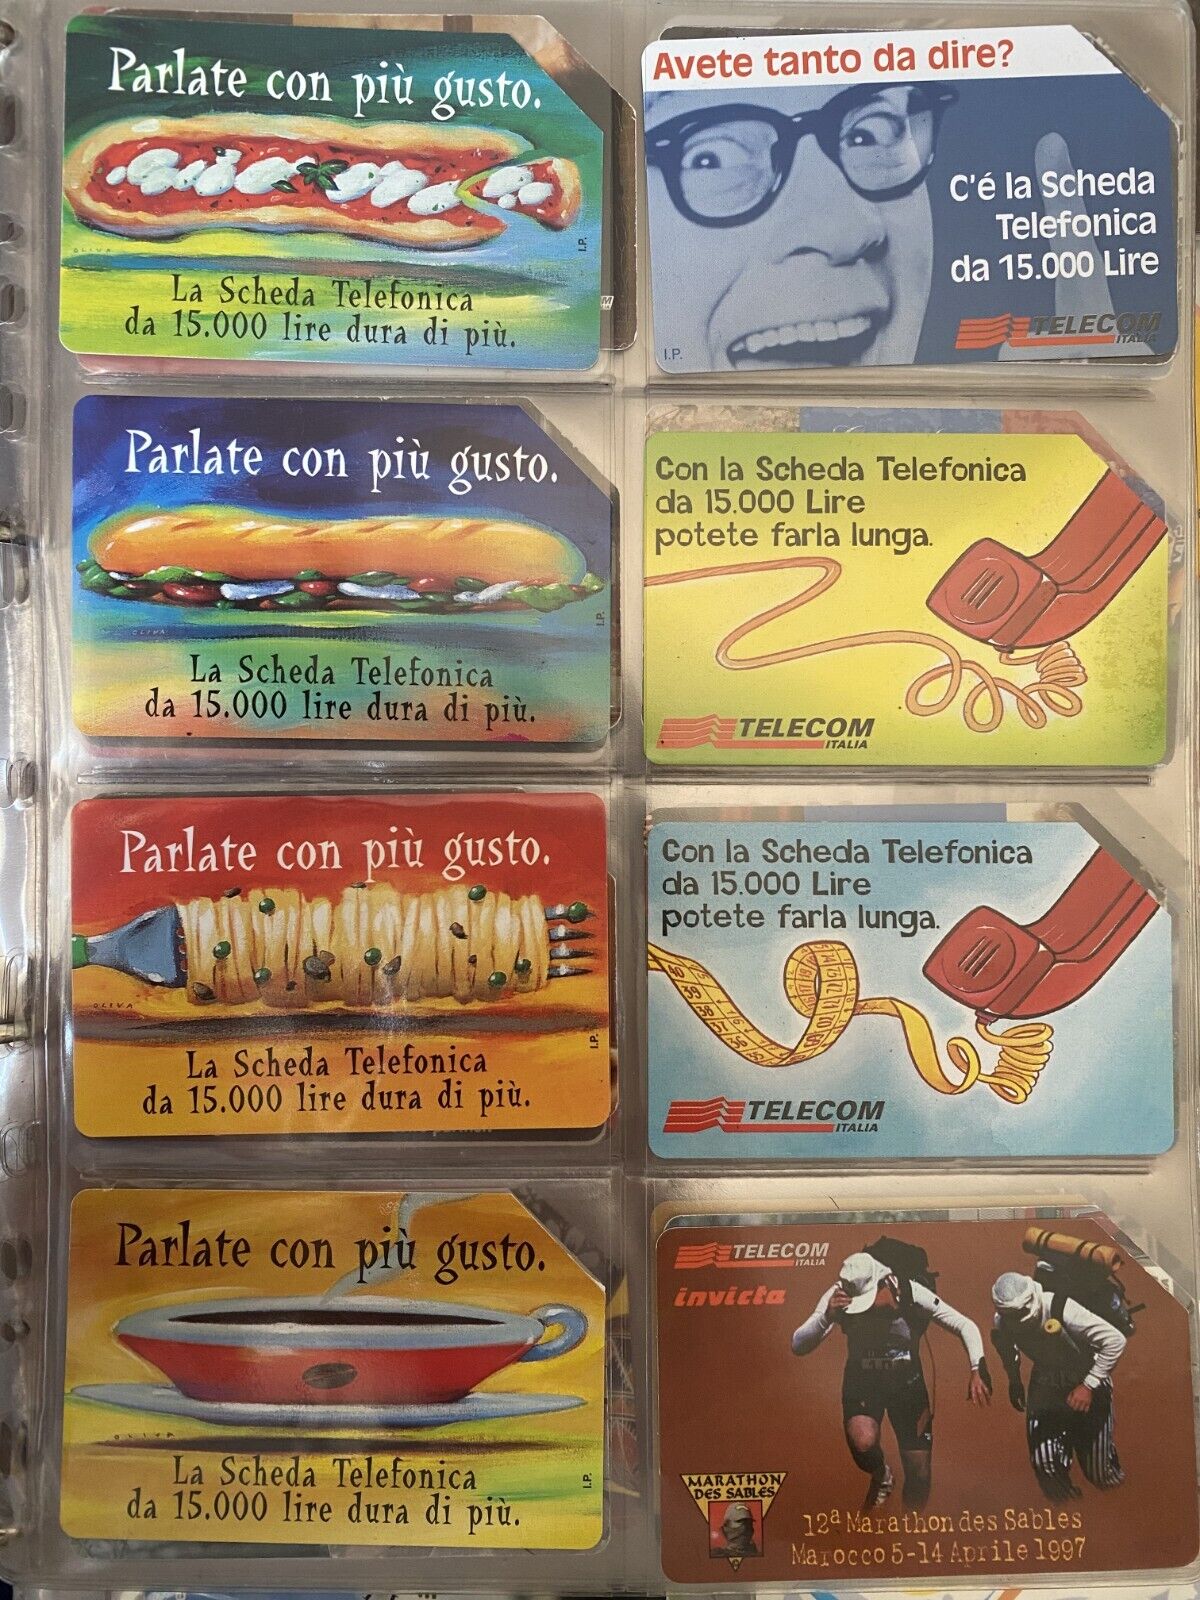 Parlate con più gusto.
OLIVA
I.P.
La Scheda Telefonica
da 15.000 lire dura di più.
Avete tanto da dire?
C'é la Scheda
Telefonica
da 15.000 Lire
TELECOM
ITALIA
I.P.
Parlate con più gusto.
OLIVA
I.P.
La Scheda Telefonica
da 15.000 lire dura di più.
Con la Scheda Telefonica
da 15.000 Lire
potete farla lunga.
TELECOM
ITALIA
Parlate con più gusto.
OLIVA
I.P.
La Scheda Telefonica
da 15.000 lire dura di più.
Con la Scheda Telefonica
da 15.000 Lire
potete farla lunga.
40
39
38
37
36
TELECOM
ITALIA
Parlate con più gusto.
OLIVA
I.P.
La Scheda Telefonica
da 15.000 lire dura di più.
TELECOM
ITALIA
invicta
MARATHON
DES SABLES
12ª Marathon des Sables
Marocco 5-14 Aprile 1997